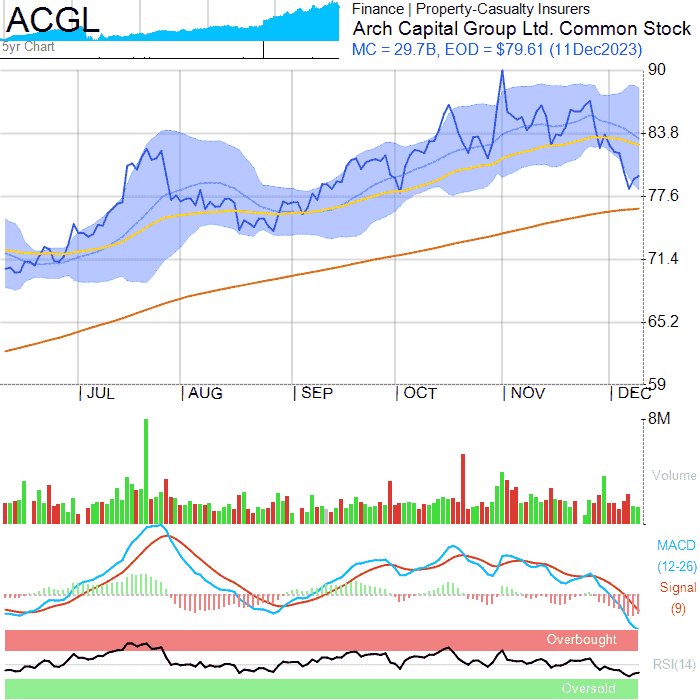 ACGL
5yr Chart
Finance | Property-Casualty Insurers
Arch Capital Group Ltd. Common Stock
MC = 29.7B, EOD = $79.61 (11Dec2023)
90
83.8
77.6
71.4
65.2
59
JUL AUG SEP OCT NOV DEC
8M
Volume
MACD
(12-26)
Signal
(9)
Overbought
RSI(14)
Oversold